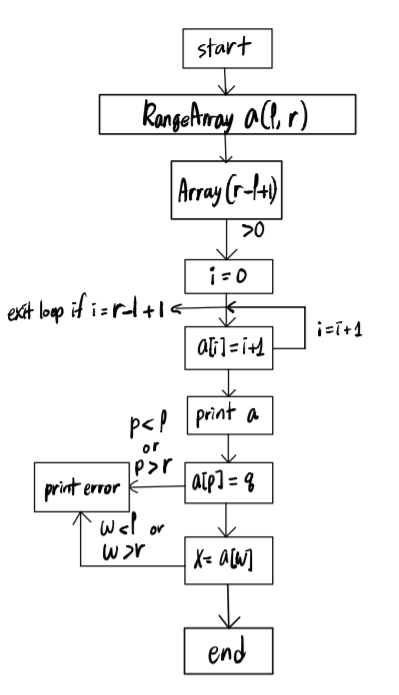 start
RangeArray a(l, r)
Array(r-l+1)
>0
i=0
exit loop if i=r-l+1
i=i+1
a[i]=i+1
print a
p<l
or
p>r
a[p]=q
print error
w<l or
w>r
x=a[w]
end